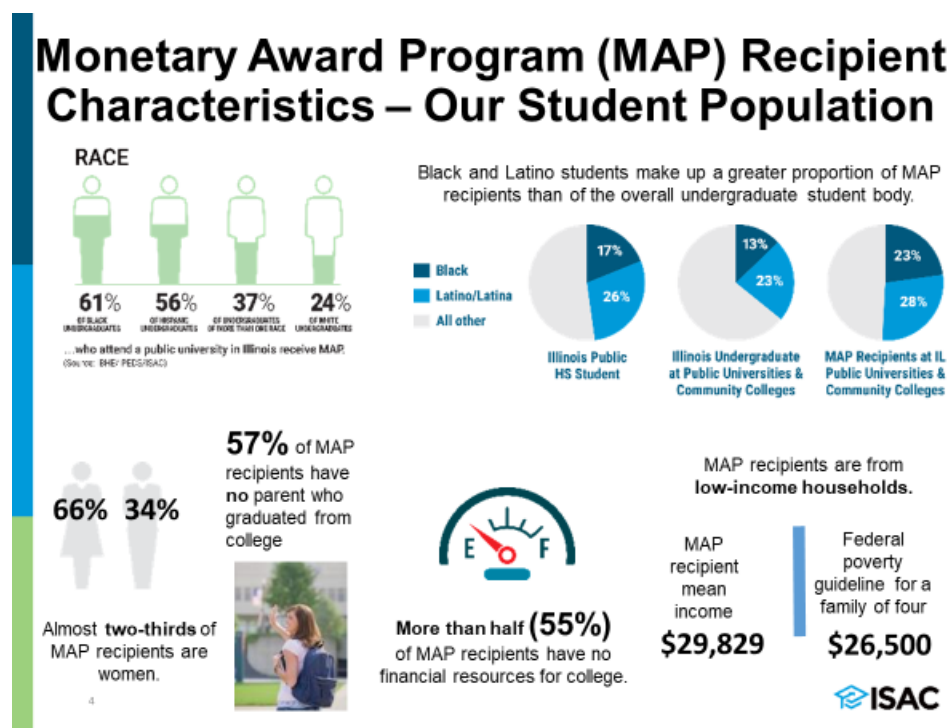 Monetary Award Program (MAP) Recipient
Characteristics – Our Student Population
RACE
61%
OF BLACK
UNDERGRADUATES
56%
OF HISPANIC
UNDERGRADUATES
37%
OF UNDERGRADUATES
OF MORE THAN ONE RACE
24%
OF WHITE
UNDERGRADUATES
...who attend a public university in Illinois receive MAP.
(Source: BHE/ PEDS/ISAC)
Black and Latino students make up a greater proportion of MAP
recipients than of the overall undergraduate student body.
Black
Latino/Latina
All other
17%
26%
Illinois Public
HS Student
13%
23%
Illinois Undergraduate
at Public Universities &
Community Colleges
23%
28%
MAP Recipients at IL
Public Universities &
Community Colleges
66% 34%
Almost two-thirds of
MAP recipients are
women.
57% of MAP
recipients have
no parent who
graduated from
college
E F
More than half (55%)
of MAP recipients have no
financial resources for college.
MAP recipients are from
low-income households.
MAP
recipient
mean
income
$29,829
Federal
poverty
guideline for a
family of four
$26,500
4
ISAC